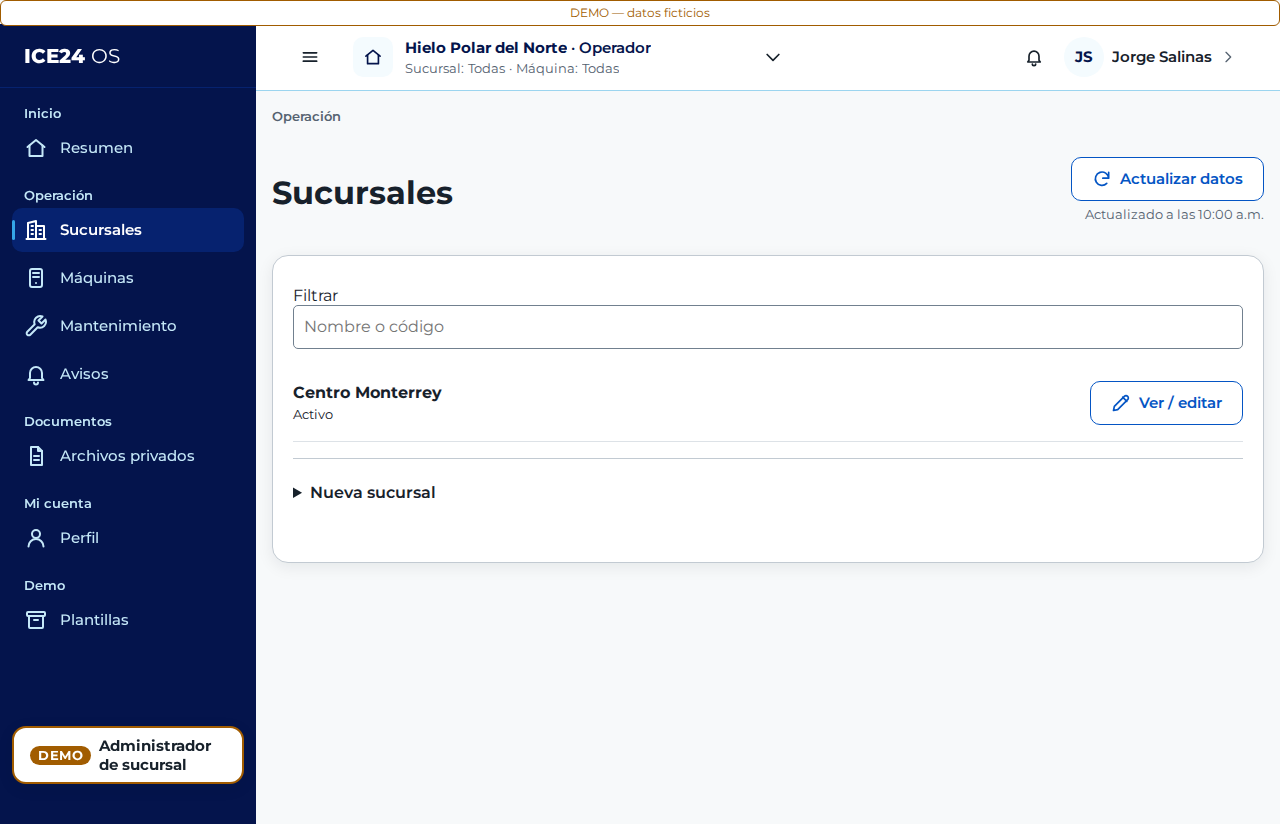 DEMO — datos ficticios
ICE24 OS
Hielo Polar del Norte · Operador
Sucursal: Todas · Máquina: Todas
JS
Jorge Salinas
Inicio
Resumen
Operación
Sucursales
Máquinas
Mantenimiento
Avisos
Documentos
Archivos privados
Mi cuenta
Perfil
Demo
Plantillas
DEMO
Administrador
de sucursal
Operación
Sucursales
Actualizar datos
Actualizado a las 10:00 a.m.
Filtrar
Nombre o código
Centro Monterrey
Activo
Ver / editar
Nueva sucursal